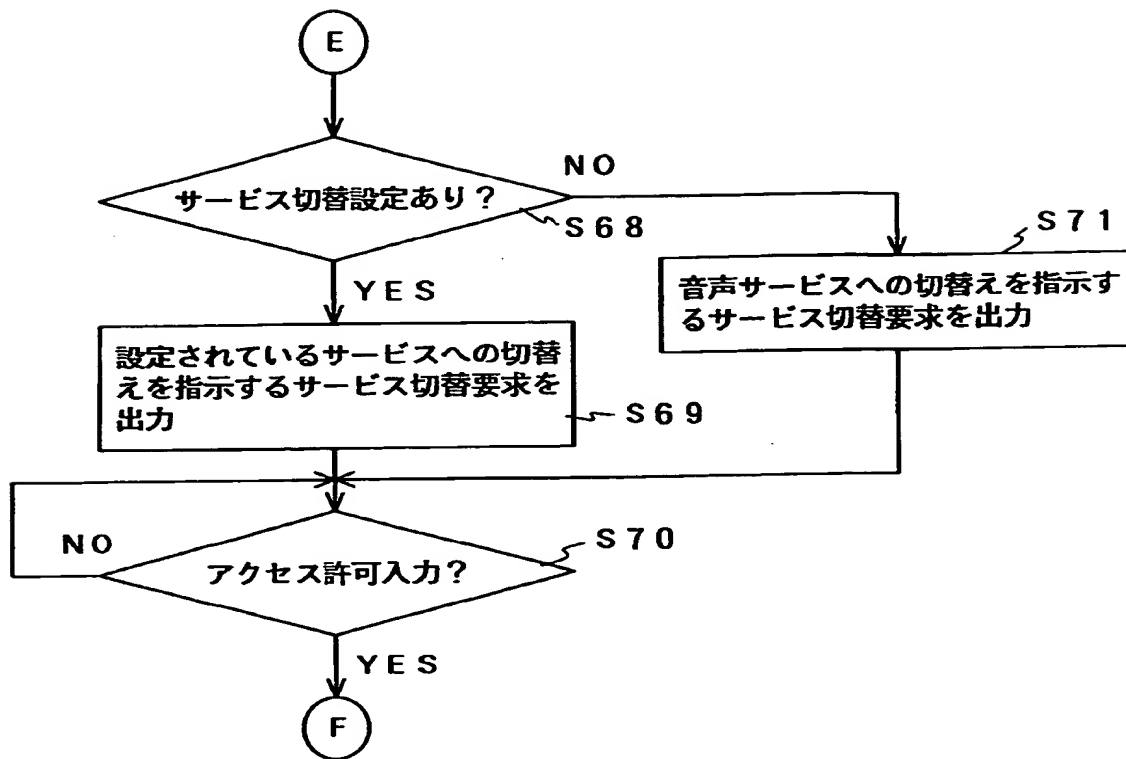 E
サービス切替設定あり?
NO
S68
S71
YES
音声サービスへの切替えを指示す
るサービス切替要求を出力
設定されているサービスへの切替
えを指示するサービス切替要求を
出力
S69
NO
S70
アクセス許可入力?
YES
F